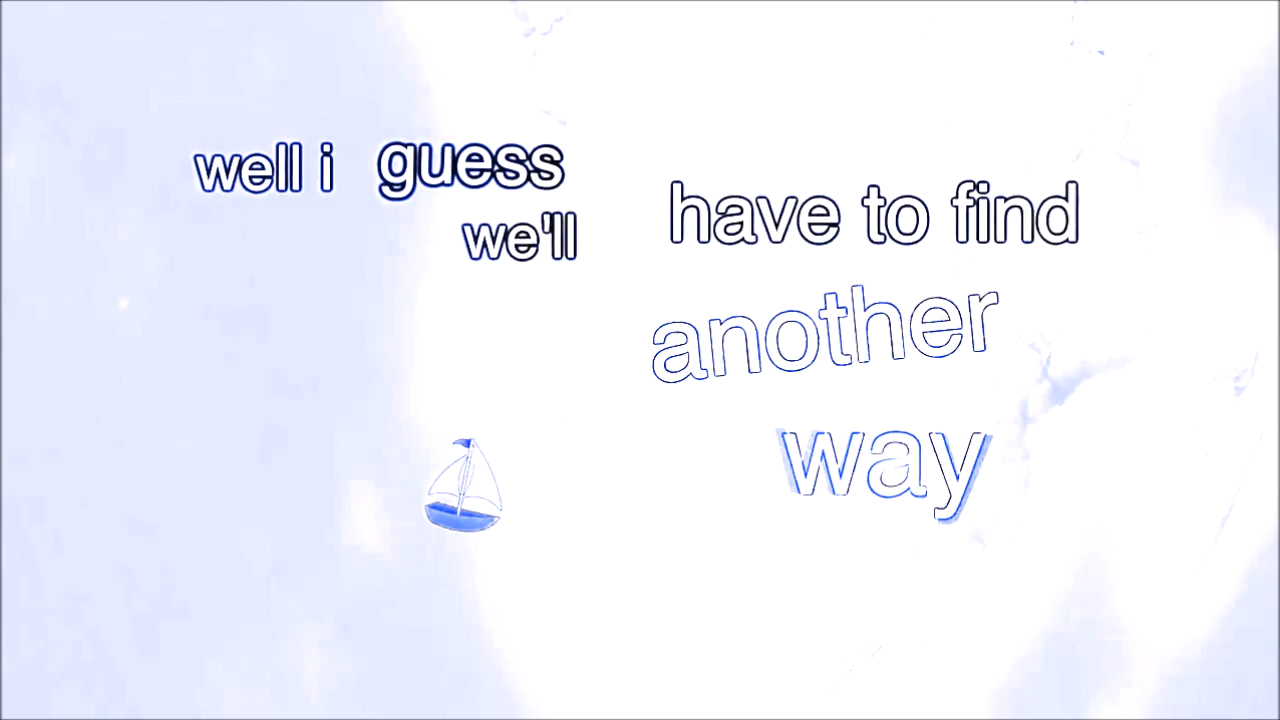 well i guess
we'll
have to find
another
way